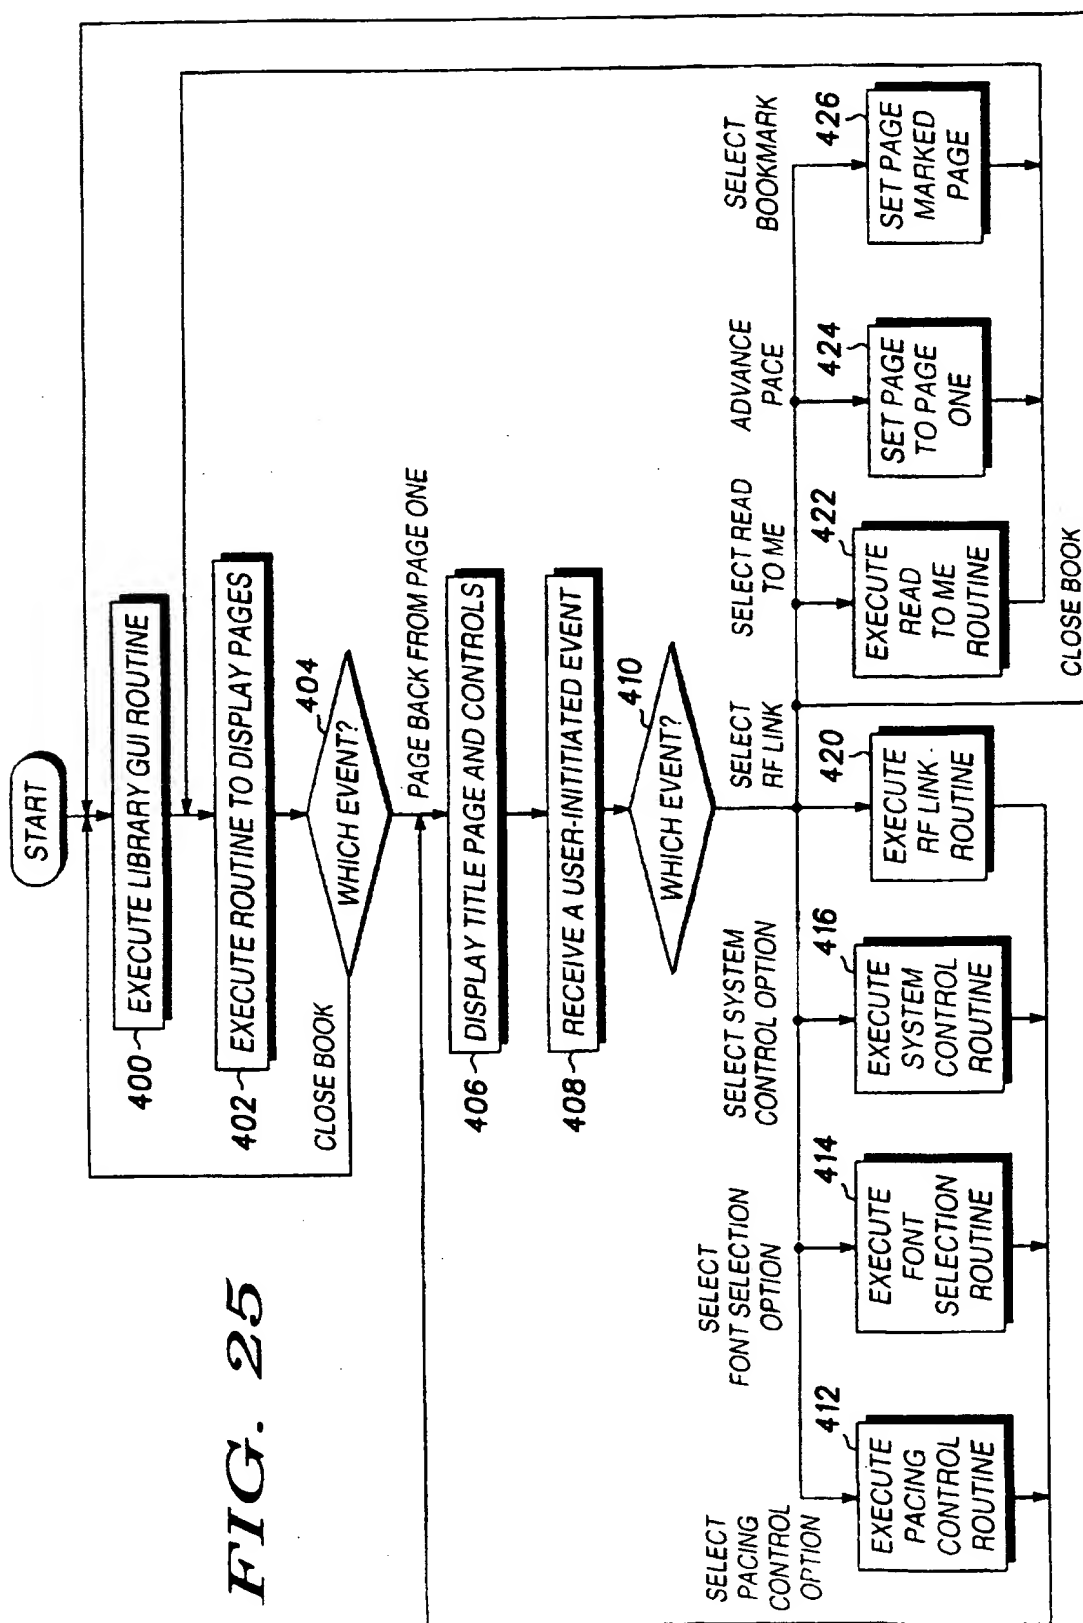 FIG. 25
START
400
EXECUTE LIBRARY GUI ROUTINE
402
EXECUTE ROUTINE TO DISPLAY PAGES
404
WHICH EVENT?
CLOSE BOOK
PAGE BACK FROM PAGE ONE
406
DISPLAY TITLE PAGE AND CONTROLS
408
RECEIVE A USER-INITIATED EVENT
410
WHICH EVENT?
SELECT
PACING
CONTROL
OPTION
412
EXECUTE
PACING
CONTROL
ROUTINE
SELECT
FONT SELECTION
OPTION
414
EXECUTE
FONT
SELECTION
ROUTINE
SELECT SYSTEM
CONTROL OPTION
416
EXECUTE
SYSTEM
CONTROL
ROUTINE
SELECT
RF LINK
420
EXECUTE
RF LINK
ROUTINE
CLOSE BOOK
SELECT READ
TO ME
422
EXECUTE
READ
TO ME
ROUTINE
ADVANCE
PACE
424
SET PAGE
TO PAGE
ONE
SELECT
BOOKMARK
426
SET PAGE
MARKED
PAGE